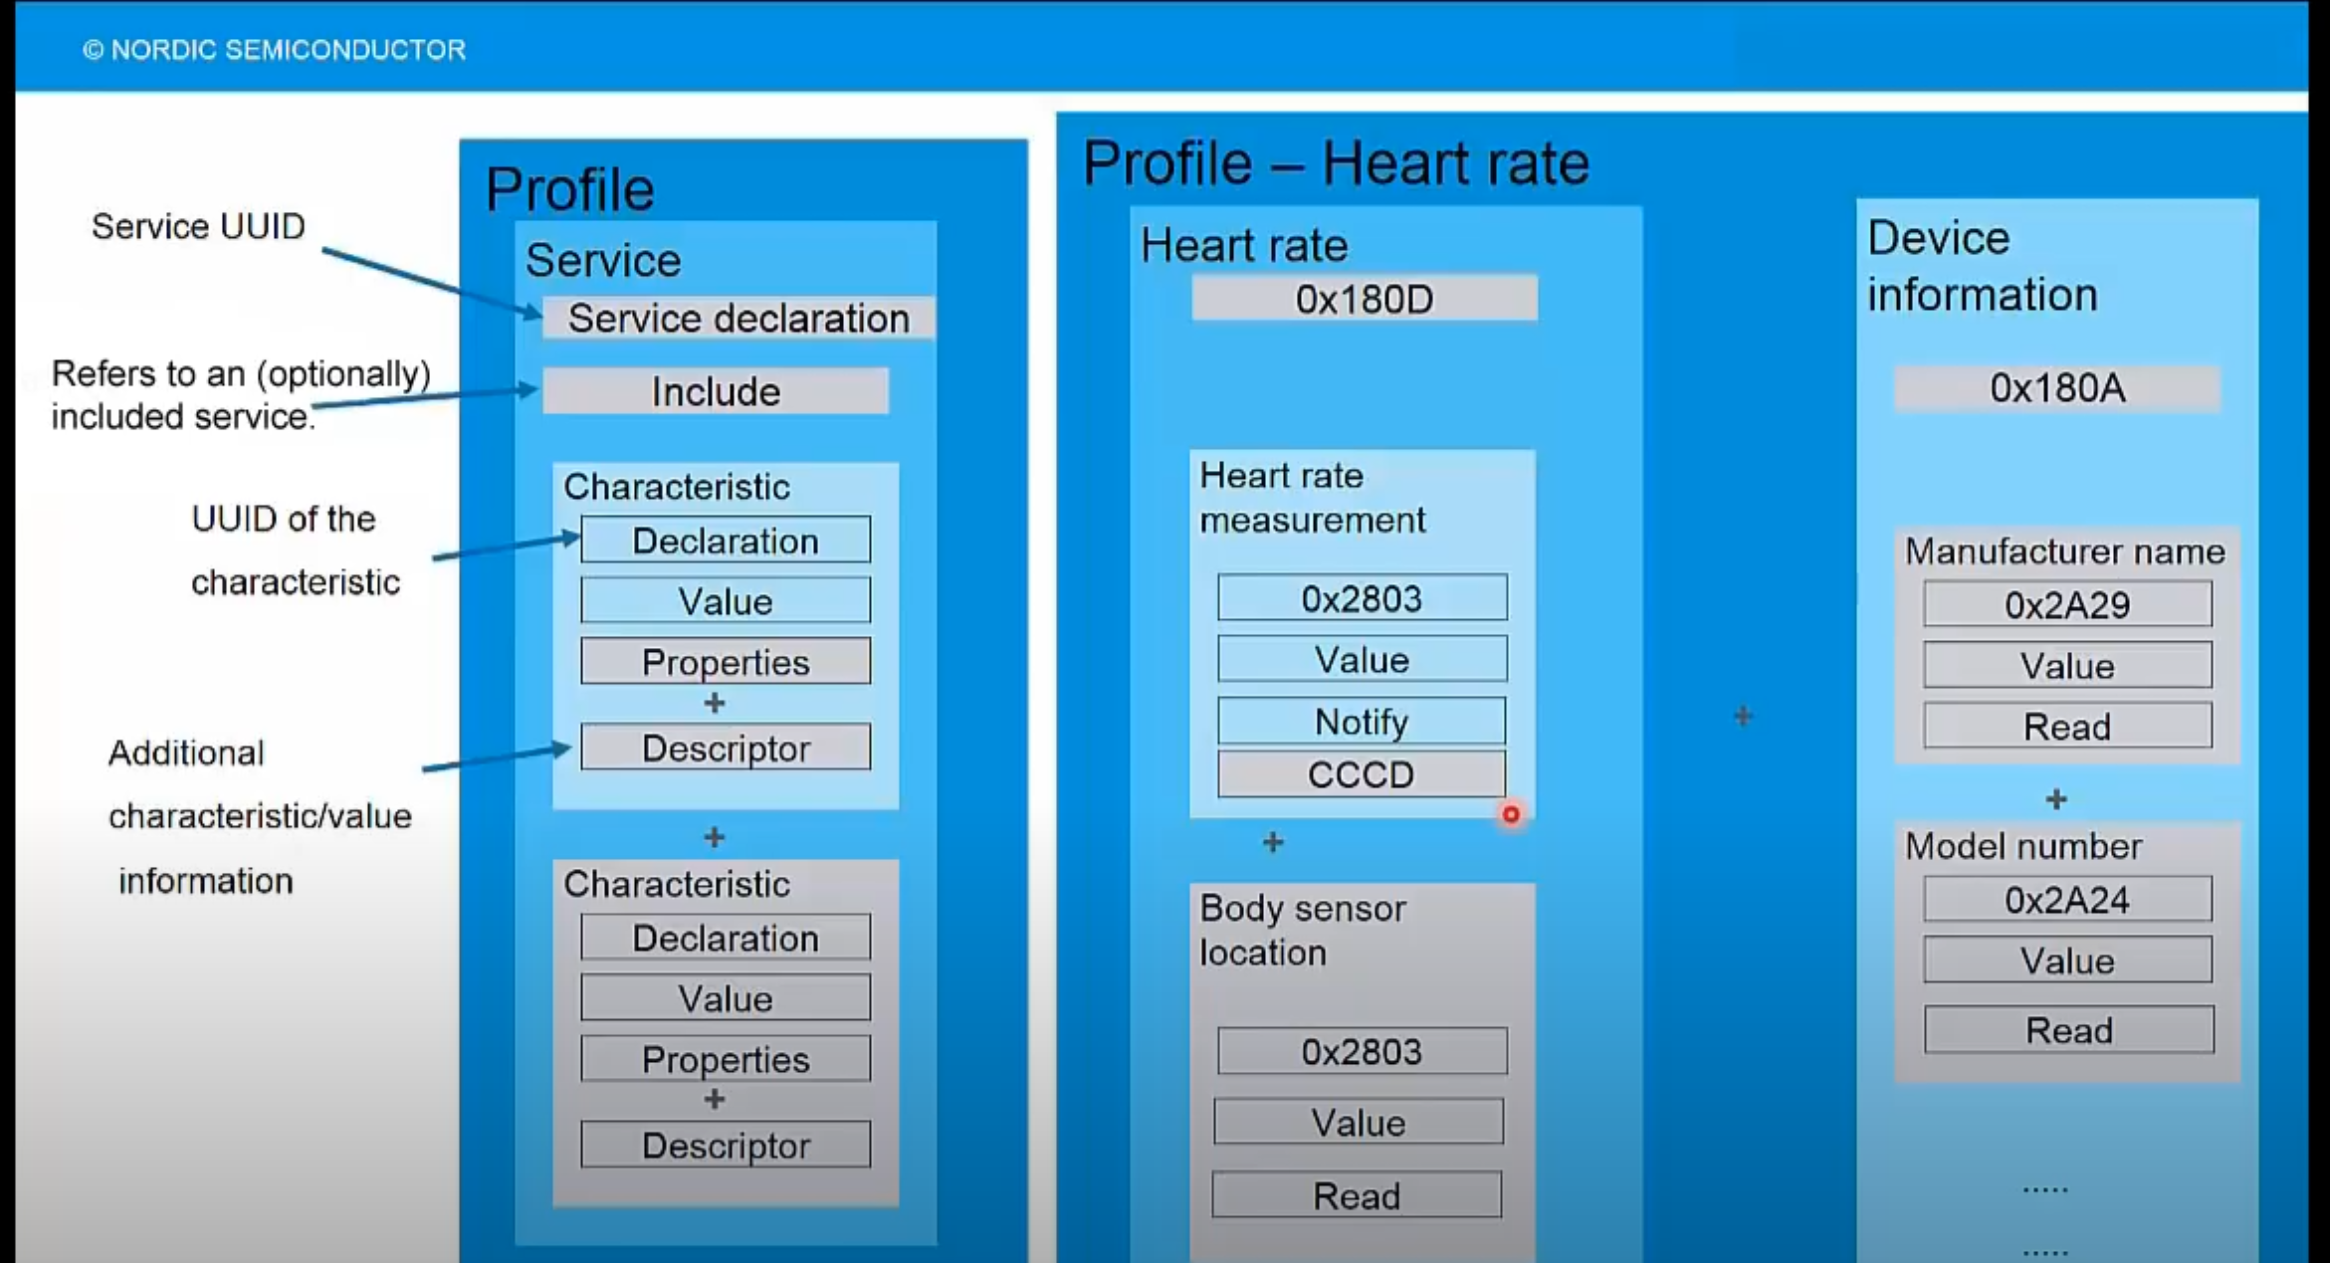 © NORDIC SEMICONDUCTOR
Service UUID
Refers to an (optionally)
included service.
UUID of the
characteristic
Additional
characteristic/value
information
Profile
Service
Service declaration
Include
Characteristic
Declaration
Value
Properties
+
Descriptor
+
Characteristic
Declaration
Value
Properties
+
Descriptor
Profile – Heart rate
Heart rate
0x180D
Heart rate
measurement
0x2803
Value
Notify
CCCD
+
Body sensor
location
0x2803
Value
Read
+
Device
information
0x180A
Manufacturer name
0x2A29
Value
Read
+
Model number
0x2A24
Value
Read
.....
.....